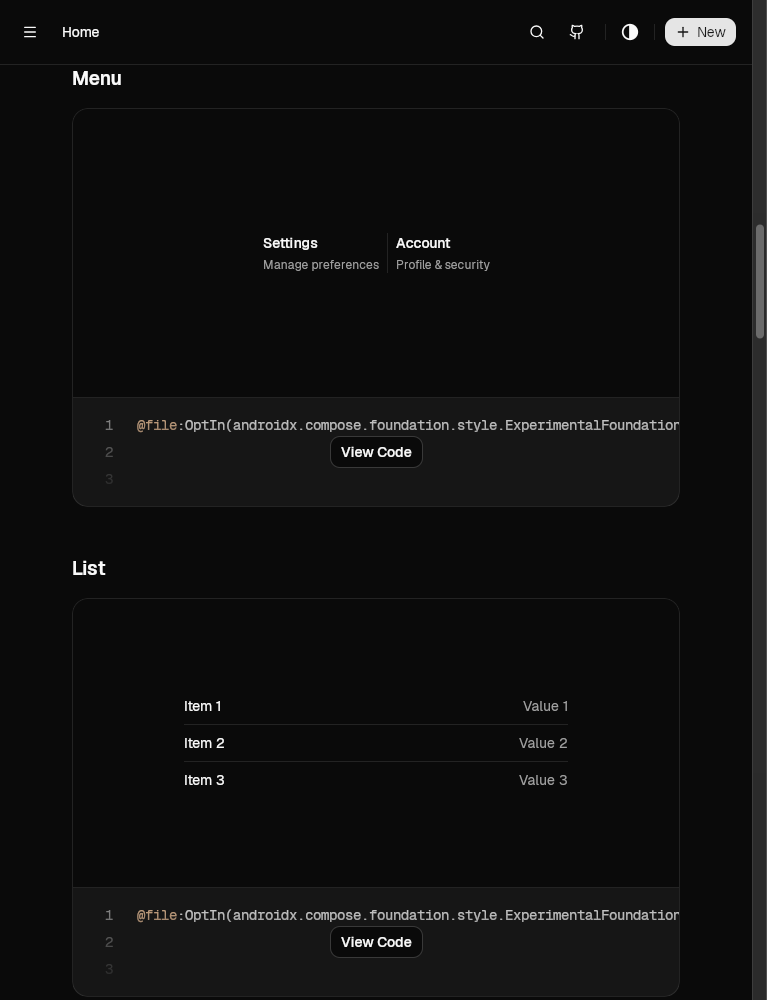 Home
New
Menu
Settings
Account
Manage preferences
Profile & security
1 @file:OptIn(androidx.compose.foundation.style.ExperimentalFoundation
2
View Code
3
List
Item 1 Value 1
Item 2 Value 2
Item 3 Value 3
1 @file:OptIn(androidx.compose.foundation.style.ExperimentalFoundation
2
View Code
3